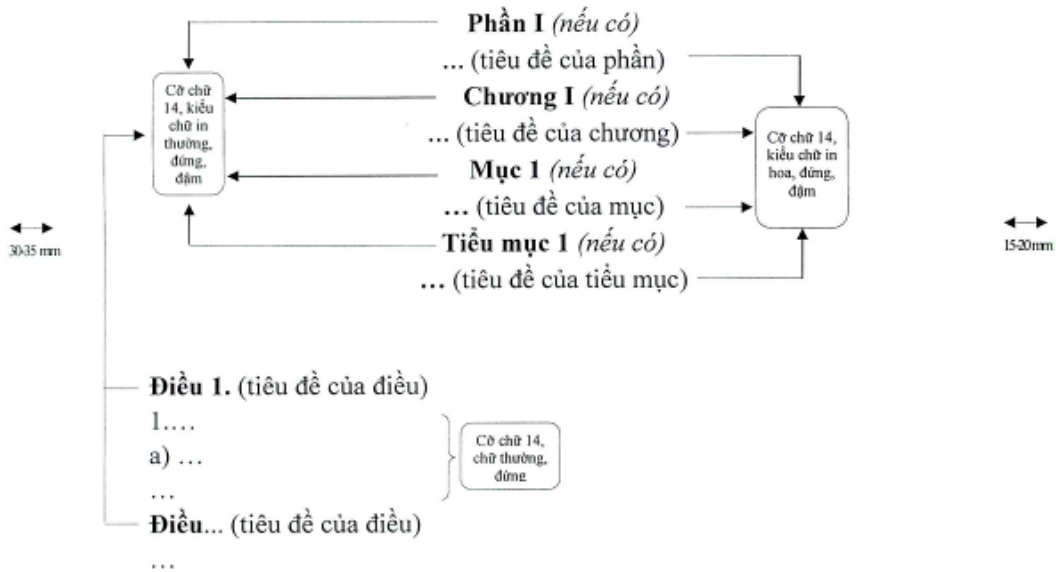 Phần I (nếu có)
... (tiêu đề của phần)
Chương I (nếu có)
... (tiêu đề của chương)
Mục 1 (nếu có)
... (tiêu đề của mục)
Tiểu mục 1 (nếu có)
... (tiêu đề của tiểu mục)
Cỡ chữ
14, kiểu
chữ in
thường,
đứng,
đậm
Cỡ chữ 14,
kiểu chữ in
hoa, đứng,
đậm
30-35 mm
15-20mm
Điều 1. (tiêu đề của điều)
1....
a) ...
...
Cỡ chữ 14,
chữ thường,
đứng
Điều... (tiêu đề của điều)
...